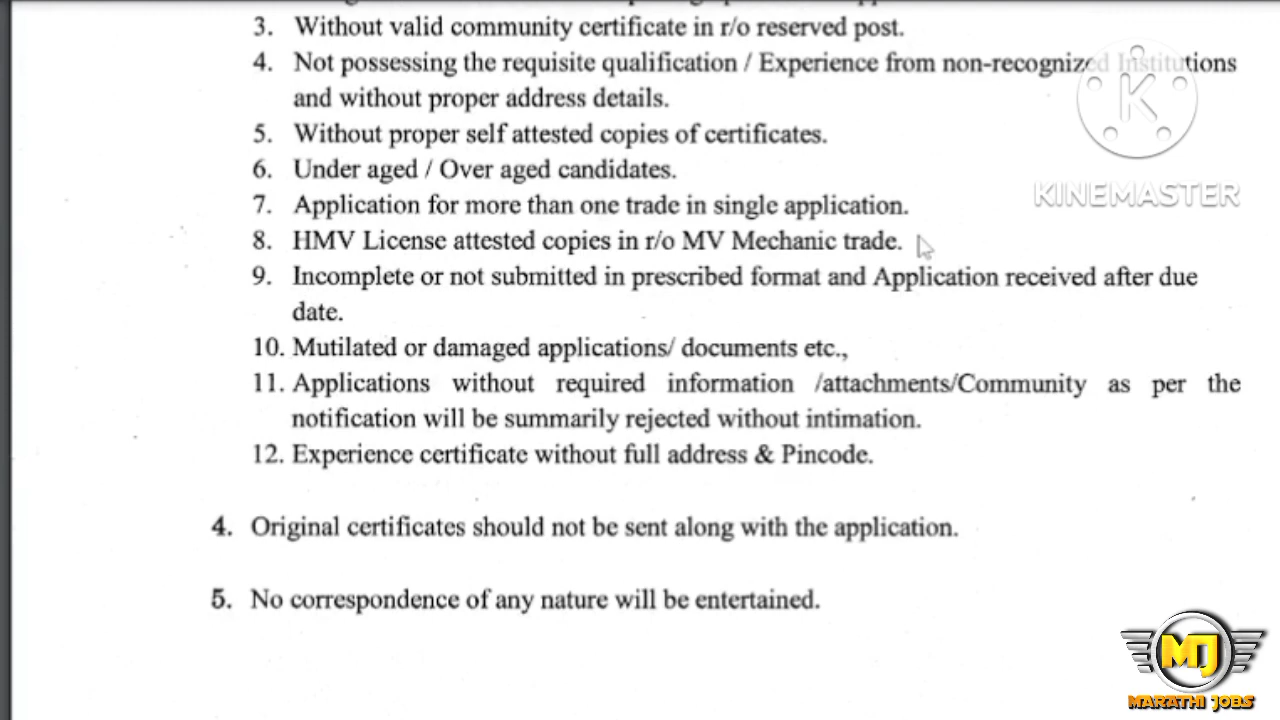 3. Without valid community certificate in r/o reserved post.
4. Not possessing the requisite qualification / Experience from non-recognized Institutions
and without proper address details.
5. Without proper self attested copies of certificates.
6. Under aged / Over aged candidates.
7. Application for more than one trade in single application.
8. HMV License attested copies in r/o MV Mechanic trade.
9. Incomplete or not submitted in prescribed format and Application received after due
date.
10. Mutilated or damaged applications/ documents etc.,
11. Applications without required information /attachments/Community as per the
notification will be summarily rejected without intimation.
12. Experience certificate without full address & Pincode.
4. Original certificates should not be sent along with the application.
5. No correspondence of any nature will be entertained.
K
KINEMASTER
MJ
MARATHI JOBS